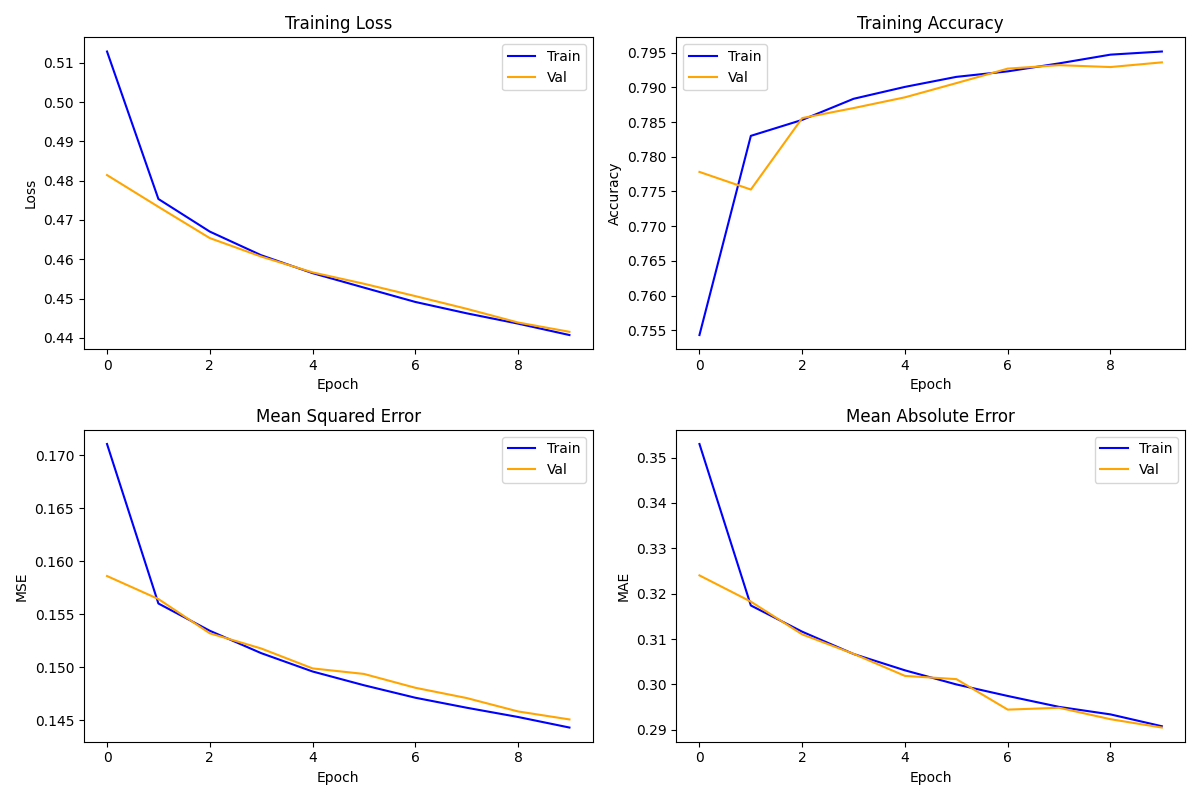 Training Loss
Train
Val
0.51
0.50
0.49
0.48
0.47
0.46
0.45
0.44
Loss
0 2 4 6 8
Epoch
Training Accuracy
Train
Val
0.795
0.790
0.785
0.780
0.775
0.770
0.765
0.760
0.755
Accuracy
0 2 4 6 8
Epoch
Mean Squared Error
Train
Val
0.170
0.165
0.160
0.155
0.150
0.145
MSE
0 2 4 6 8
Epoch
Mean Absolute Error
Train
Val
0.35
0.34
0.33
0.32
0.31
0.30
0.29
MAE
0 2 4 6 8
Epoch